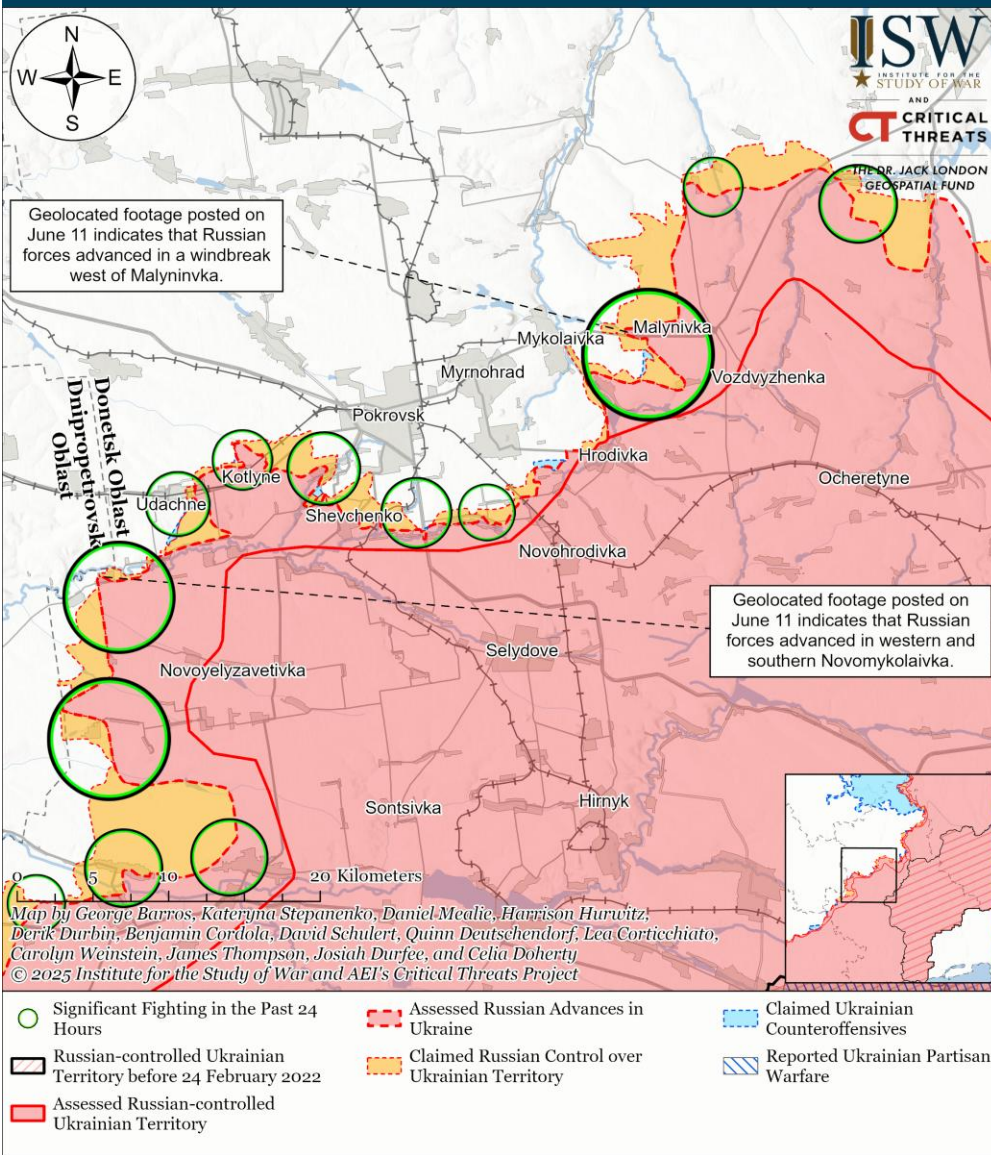 N
W E
S
ISW
INSTITUTE FOR THE
STUDY OF WAR
AND
CT CRITICAL
THREATS
THE DR. JACK LONDON
GEOSPATIAL FUND
Geolocated footage posted on
June 11 indicates that Russian
forces advanced in a windbreak
west of Malyninvka.
Mykolaivka
Malynivka
Myrnohrad
Vozdvyzhenka
Pokrovsk
Donetsk Oblast
Dnipropetrovsk
Oblast
Hrodivka
Kotlyne
Ocheretyne
Udachne
Shevchenko
Novohrodivka
Geolocated footage posted on
June 11 indicates that Russian
forces advanced in western and
southern Novomykolaivka.
Selydove
Novoyelyzavetivka
Sontsivka
Hirnyk
0 5 10 20 Kilometers
Map by George Barros, Kateryna Stepanenko, Daniel Mealie, Harrison Hurwitz,
Derik Durbin, Benjamin Cordola, David Schulert, Quinn Deutschendorf, Lea Corticchiato,
Carolyn Weinstein, James Thompson, Josiah Durfee, and Celia Doherty
© 2025 Institute for the Study of War and AEI's Critical Threats Project
Significant Fighting in the Past 24
Hours
Russian-controlled Ukrainian
Territory before 24 February 2022
Assessed Russian-controlled
Ukrainian Territory
Assessed Russian Advances in
Ukraine
Claimed Russian Control over
Ukrainian Territory
Claimed Ukrainian
Counteroffensives
Reported Ukrainian Partisan
Warfare